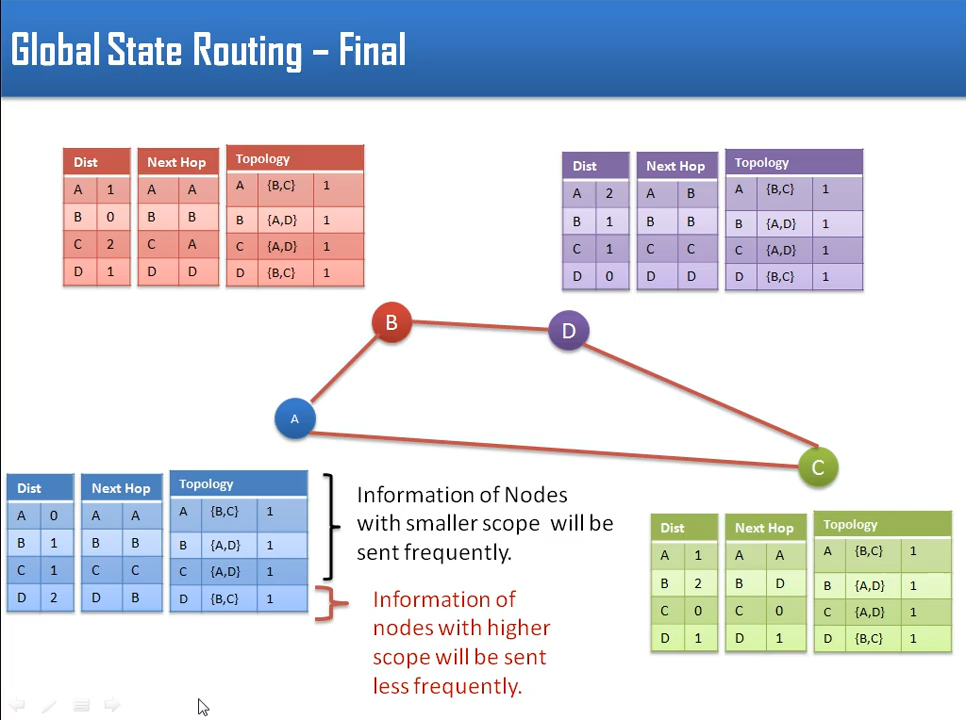 Global State Routing – Final
Dist
A 1
B 0
C 2
D 1
Next Hop
A A
B B
C A
D D
Topology
A {B,C} 1
B {A,D} 1
C {A,D} 1
D {B,C} 1
Dist
A 2
B 1
C 1
D 0
Next Hop
A B
B B
C C
D D
Topology
A {B,C} 1
B {A,D} 1
C {A,D} 1
D {B,C} 1
B
D
A
C
Dist
A 0
B 1
C 1
D 2
Next Hop
A A
B B
C C
D B
Topology
A {B,C} 1
B {A,D} 1
C {A,D} 1
D {B,C} 1
Information of Nodes
with smaller scope will be
sent frequently.
Information of
nodes with higher
scope will be sent
less frequently.
Dist
A 1
B 2
C 0
D 1
Next Hop
A A
B D
C 0
D 1
Topology
A {B,C} 1
B {A,D} 1
C {A,D} 1
D {B,C} 1